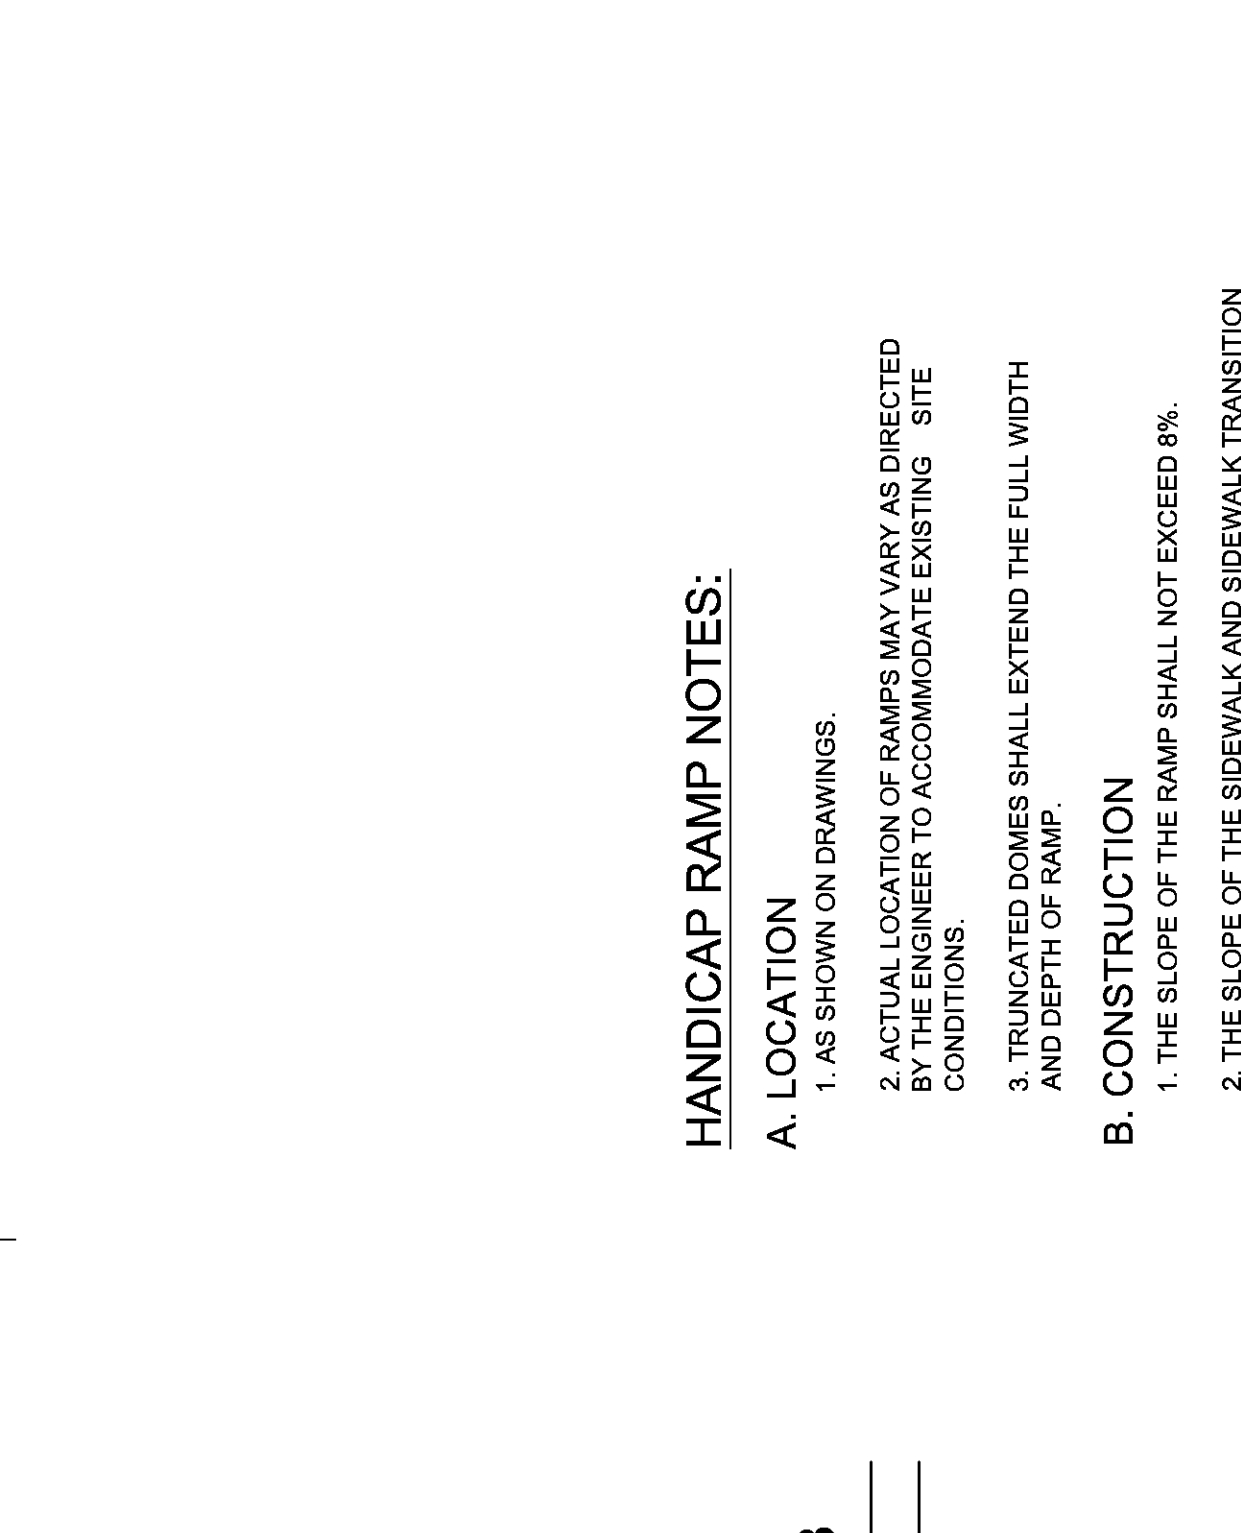 HANDICAP RAMP NOTES:
A. LOCATION
1. AS SHOWN ON DRAWINGS.
2. ACTUAL LOCATION OF RAMPS MAY VARY AS DIRECTED
BY THE ENGINEER TO ACCOMMODATE EXISTING SITE
CONDITIONS.
3. TRUNCATED DOMES SHALL EXTEND THE FULL WIDTH
AND DEPTH OF RAMP.
B. CONSTRUCTION
1. THE SLOPE OF THE RAMP SHALL NOT EXCEED 8%.
2. THE SLOPE OF THE SIDEWALK AND SIDEWALK TRANSITION